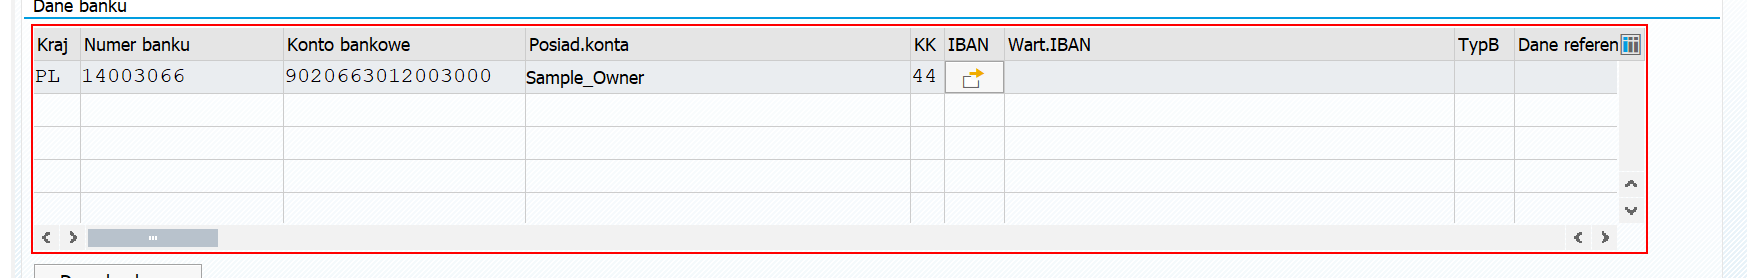 Dane banku
Kraj Numer banku Konto bankowe Posiad.konta KK IBAN Wart.IBAN TypB Dane referen
PL 14003066 9020663012003000 Sample_Owner 44